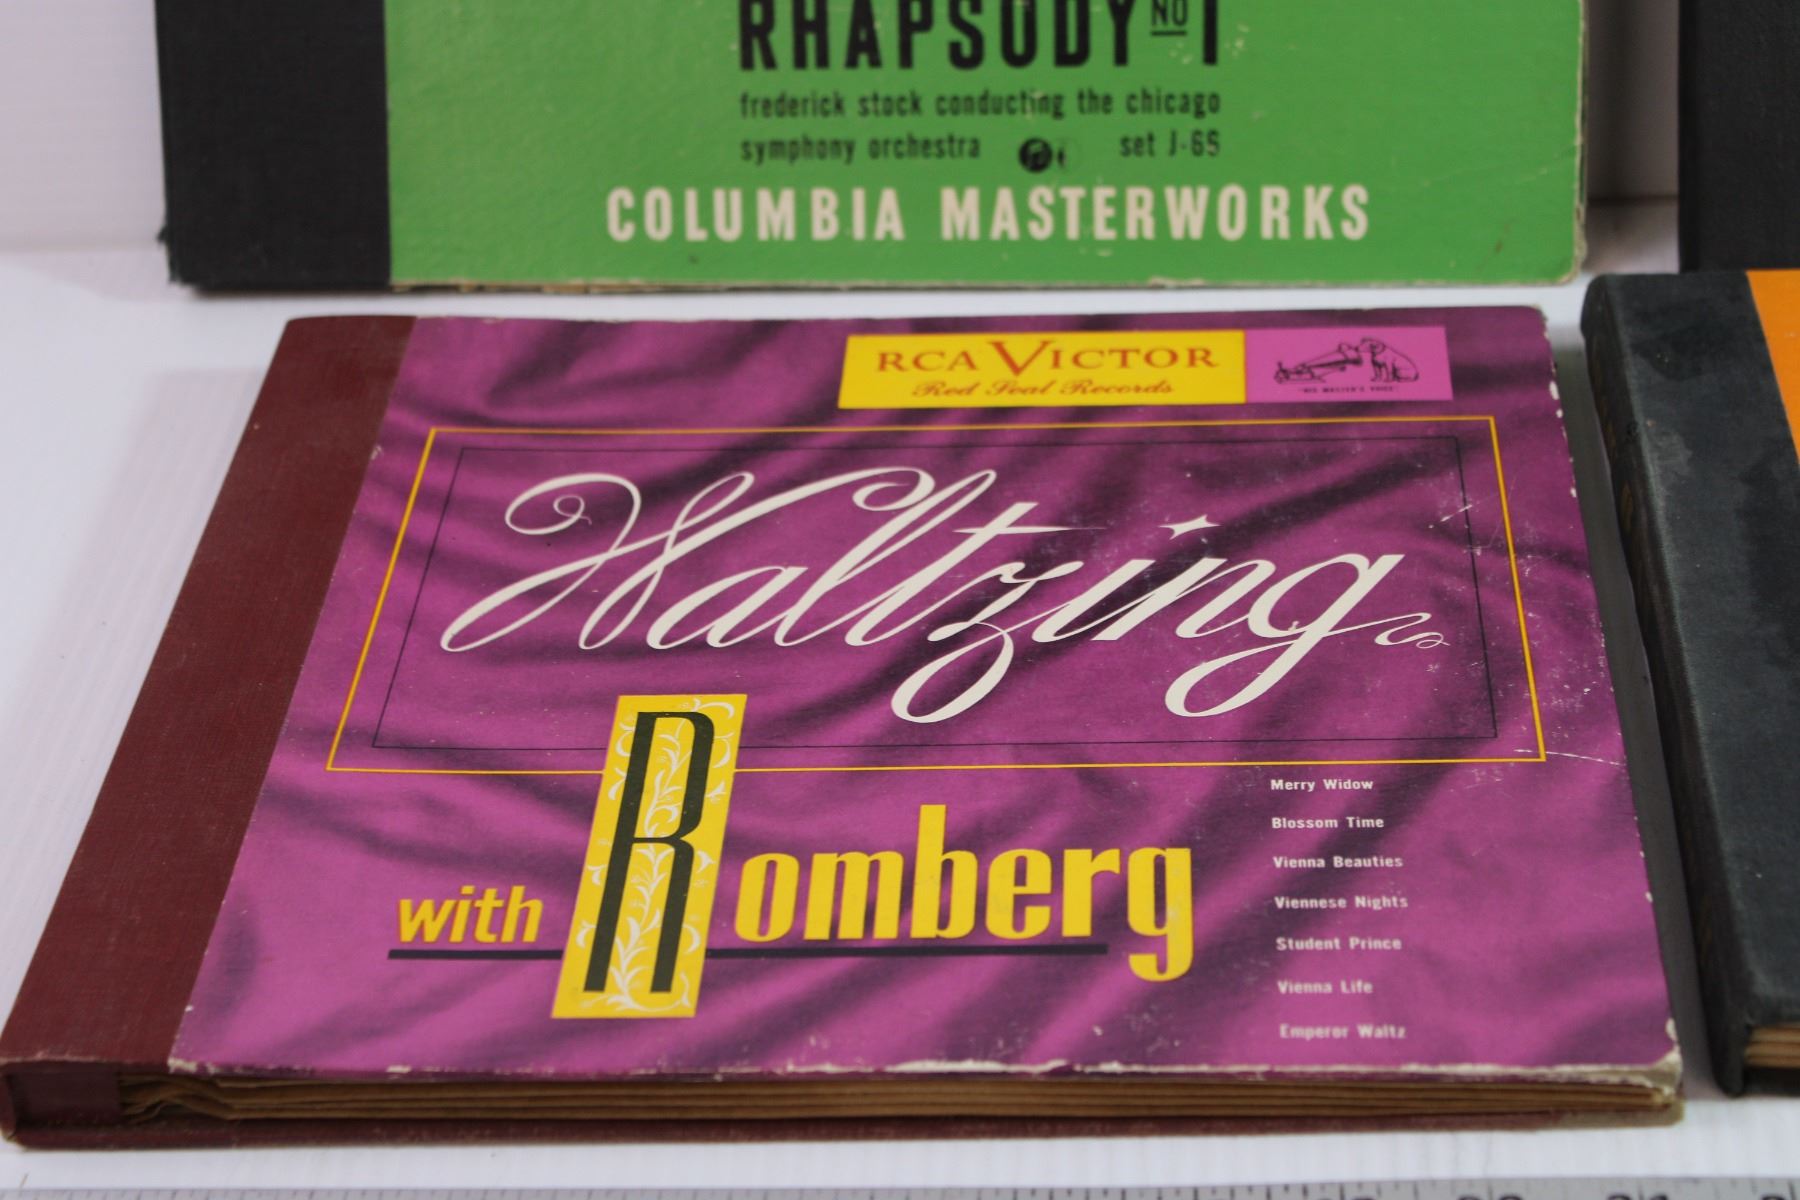 RHAPSODY NO 1
frederick stock conducting the chicago
symphony orchestra set J-65
COLUMBIA MASTERWORKS
RCA VICTOR
Red Seal Records
"HIS MASTER'S VOICE"
Waltzing
with Romberg
Merry Widow
Blossom Time
Vienna Beauties
Viennese Nights
Student Prince
Vienna Life
Emperor Waltz